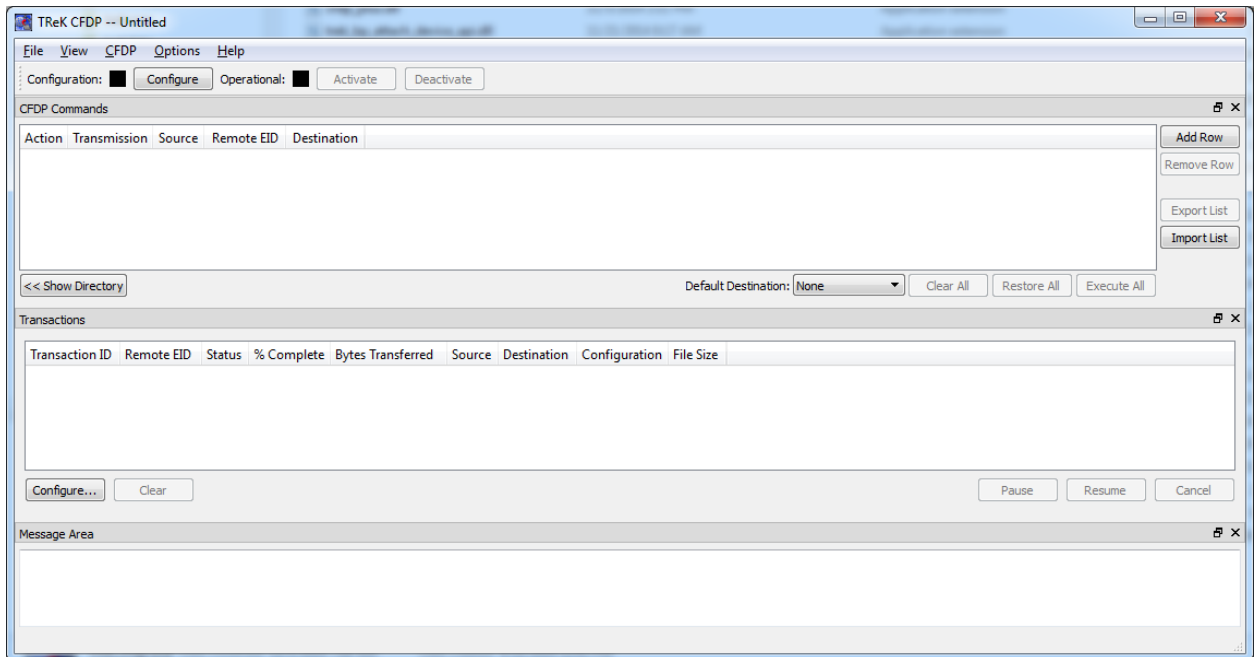 TReK CFDP -- Untitled
File View CFDP Options Help
Configuration: Configure Operational: Activate Deactivate
CFDP Commands
Action Transmission Source Remote EID Destination
Add Row
Remove Row
Export List
Import List
<< Show Directory Default Destination: None Clear All Restore All Execute All
Transactions
Transaction ID Remote EID Status % Complete Bytes Transferred Source Destination Configuration File Size
Configure... Clear Pause Resume Cancel
Message Area